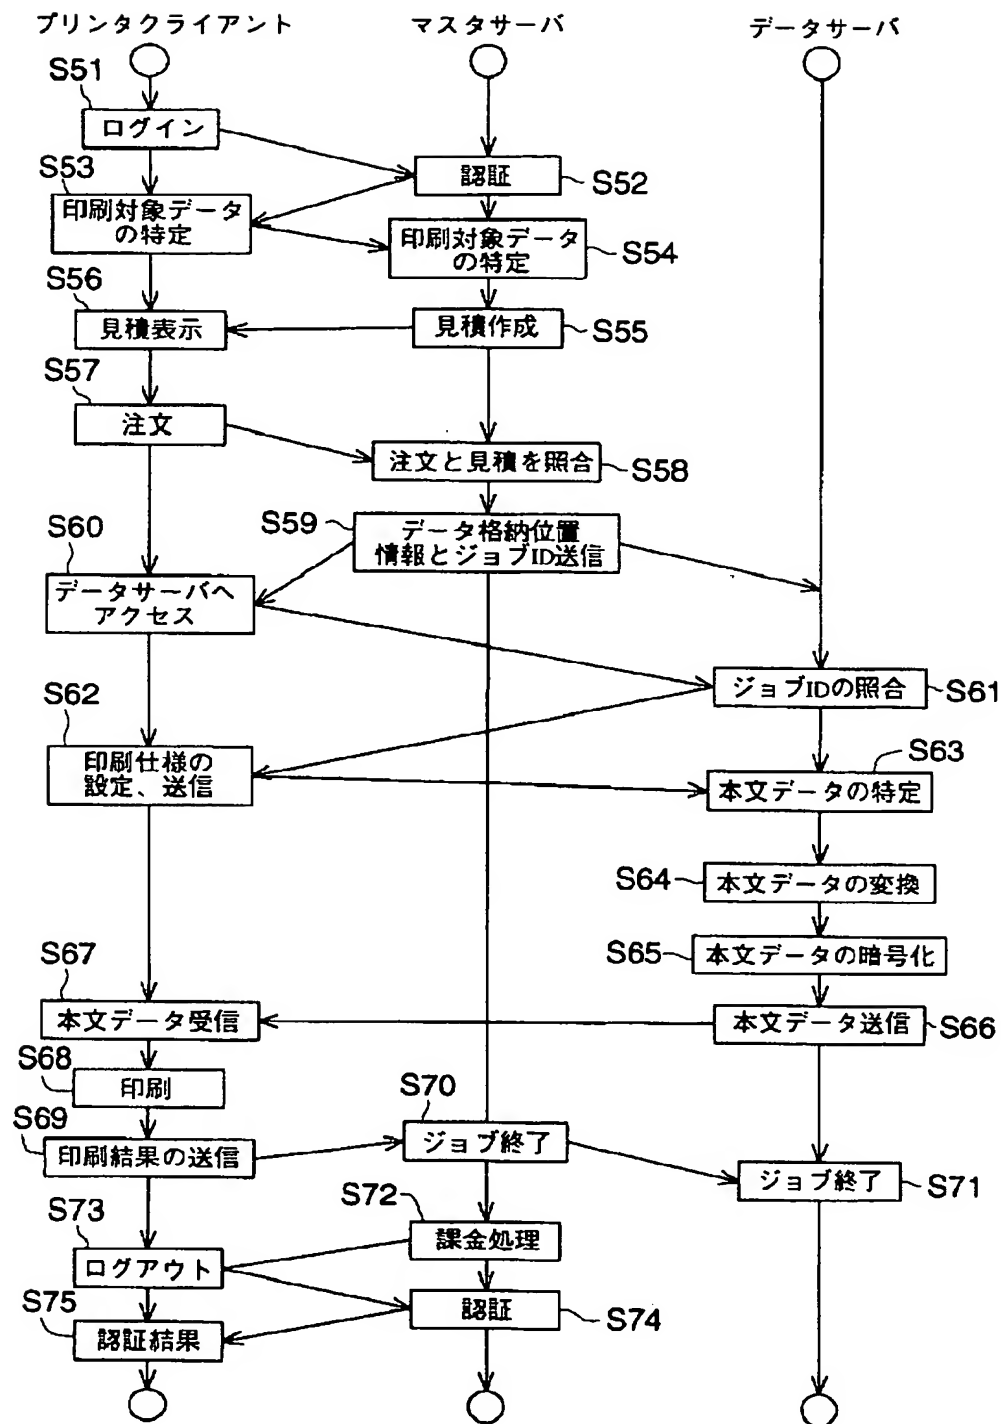 プリンタクライアント
マスタサーバ
データサーバ
S51
ログイン
認証
S52
S53
印刷対象データ
の特定
印刷対象データ
の特定
S54
S56
見積表示
見積作成
S55
S57
注文
注文と見積を照合
S58
S59
データ格納位置
情報とジョブID送信
S60
データサーバへ
アクセス
ジョブIDの照合
S61
S62
印刷仕様の
設定、送信
S63
本文データの特定
S64
本文データの変換
S65
本文データの暗号化
S67
本文データ受信
本文データ送信
S66
S68
印刷
S69
印刷結果の送信
S70
ジョブ終了
ジョブ終了
S71
S72
課金処理
S73
ログアウト
認証
S74
S75
認証結果